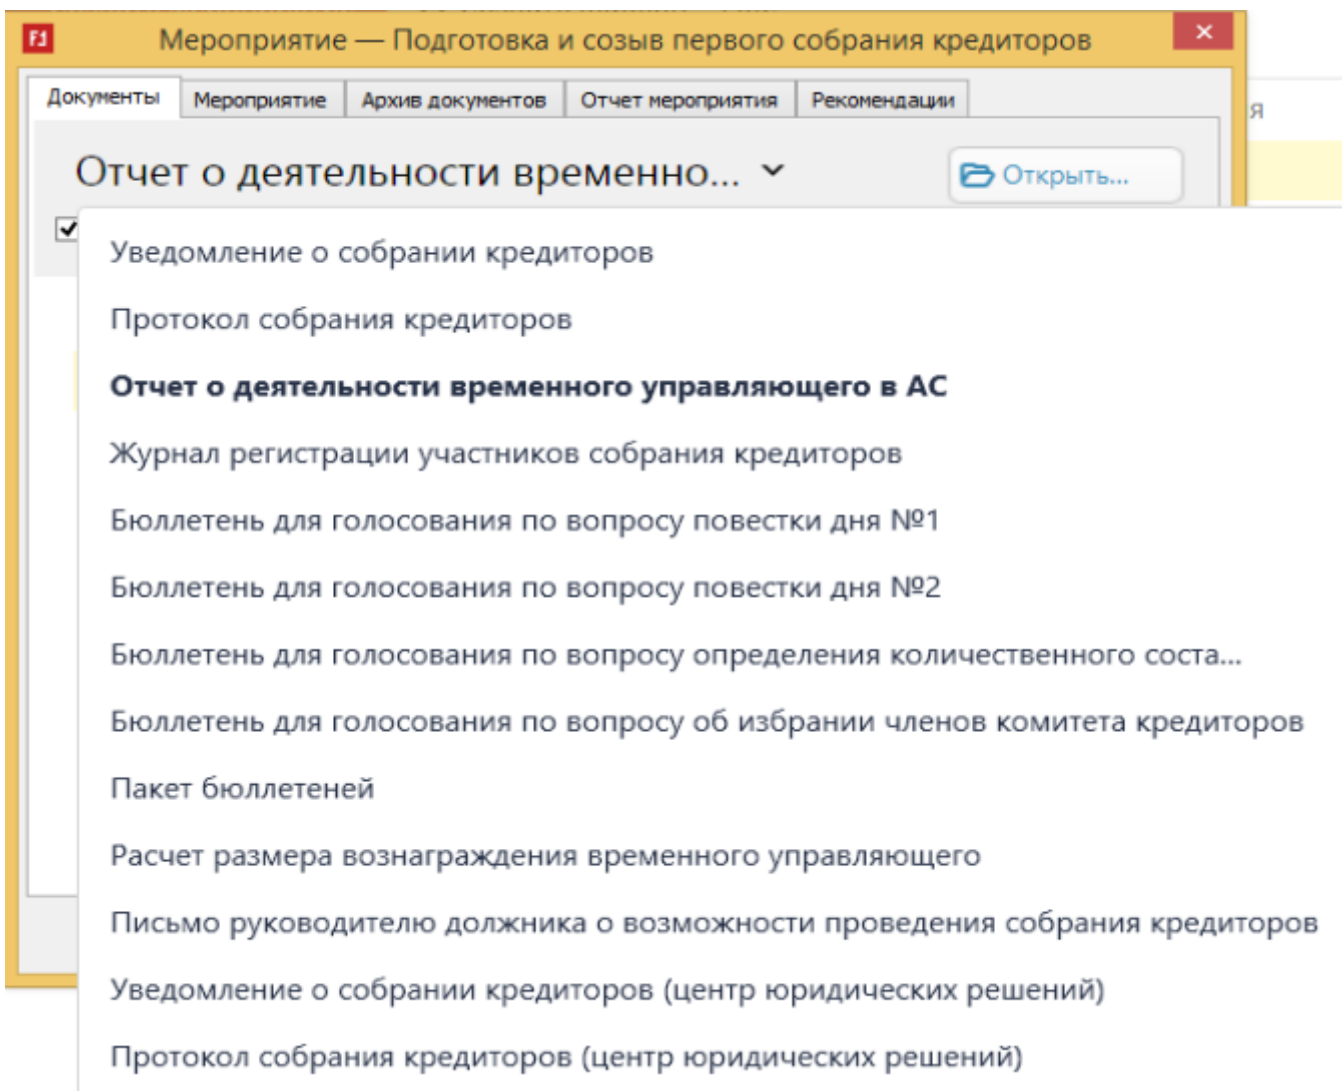 Мероприятие — Подготовка и созыв первого собрания кредиторов
Документы Мероприятие Архив документов Отчет мероприятия Рекомендации
я
Отчет о деятельности временно... Открыть...
Уведомление о собрании кредиторов
Протокол собрания кредиторов
Отчет о деятельности временного управляющего в АС
Журнал регистрации участников собрания кредиторов
Бюллетень для голосования по вопросу повестки дня №1
Бюллетень для голосования по вопросу повестки дня №2
Бюллетень для голосования по вопросу определения количественного соста...
Бюллетень для голосования по вопросу об избрании членов комитета кредиторов
Пакет бюллетеней
Расчет размера вознаграждения временного управляющего
Письмо руководителю должника о возможности проведения собрания кредиторов
Уведомление о собрании кредиторов (центр юридических решений)
Протокол собрания кредиторов (центр юридических решений)